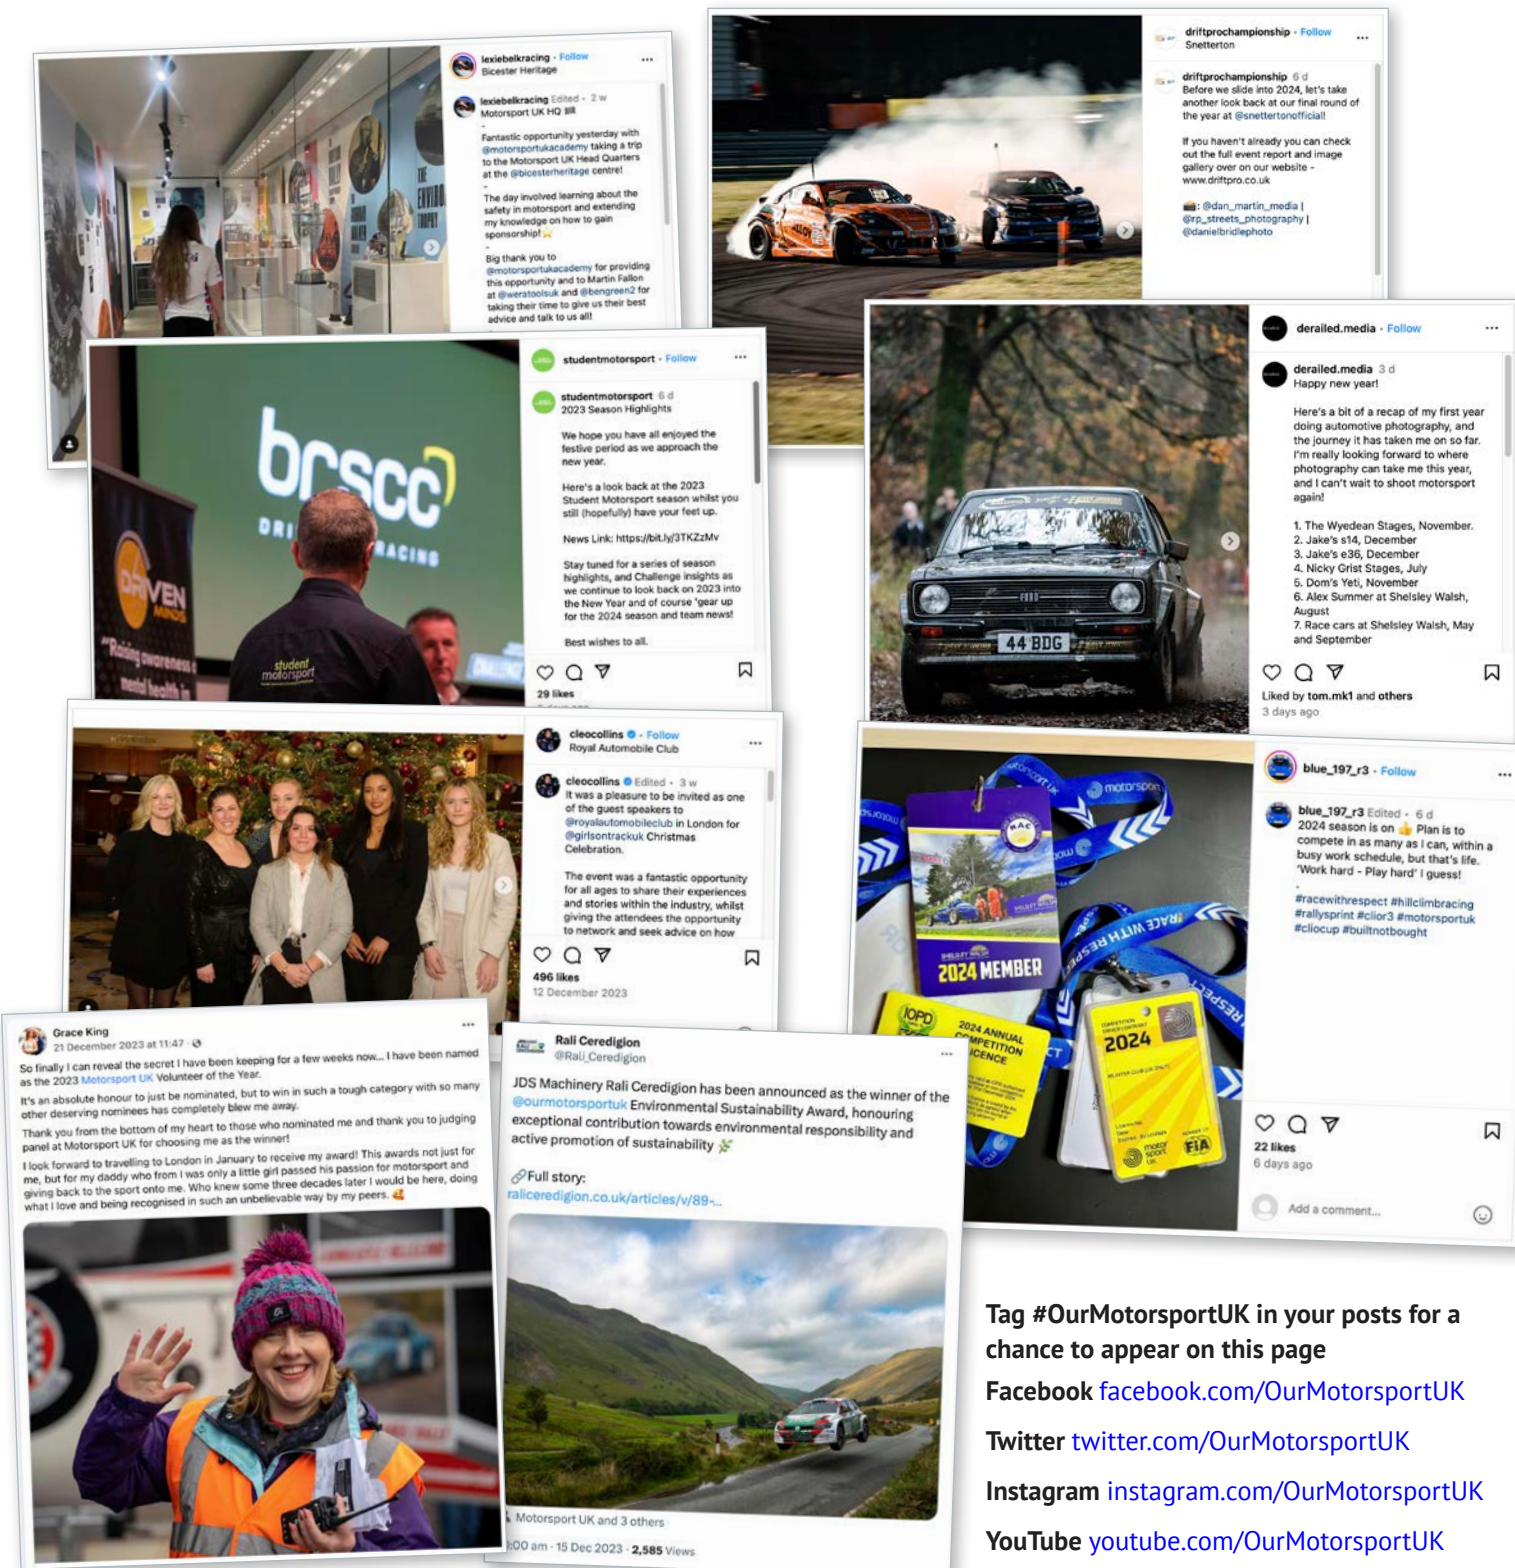 lexiebelkracing · Follow
Bicester Heritage
lexiebelkracing Edited · 2 w
Motorsport UK HQ
-
Fantastic opportunity yesterday with
@motorsportukacademy taking a trip
to the Motorsport UK Head Quarters
at the @bicesterheritage centre!
-
The day involved learning about the
safety in motorsport and extending
my knowledge on how to gain
sponsorship!⭐
-
Big thank you to
@motorsportukacademy for providing
this opportunity and to Martin Fallon
at @weratoolsuk and @bengreen2 for
taking their time to give us their best
advice and talk to us all!
THE
TROPHY
driftprochampionship · Follow
Snetterton
driftprochampionship 6 d
Before we slide into 2024, let's take
another look back at our final round of
the year at @snettertonofficial!
If you haven't already you can check
out the full event report and image
gallery over on our website -
www.driftpro.co.uk
📸: @dan_martin_media |
@rp_streets_photography |
@danielbridlephoto
studentmotorsport · Follow
studentmotorsport 6 d
2023 Season Highlights
We hope you have all enjoyed the
festive period as we approach the
new year.
Here's a look back at the 2023
Student Motorsport season whilst you
still (hopefully) have your feet up.
News Link: https://bit.ly/3TKZzMv
Stay tuned for a series of season
highlights, and Challenge insights as
we continue to look back on 2023 into
the New Year and of course 'gear up
for the 2024 season and team news!
Best wishes to all.
29 likes
brscc
RACING
DRIVEN
MINDS
"Raising awareness
mental health in
student
motorsport
derailed.media · Follow
derailed.media 3 d
Happy new year!
Here's a bit of a recap of my first year
doing automotive photography, and
the journey it has taken me on so far.
I'm really looking forward to where
photography can take me this year,
and I can't wait to shoot motorsport
again!
1. The Wyedean Stages, November.
2. Jake's s14, December
3. Jake's e36, December
4. Nicky Grist Stages, July
5. Dom's Yeti, November
6. Alex Summer at Shelsley Walsh,
August
7. Race cars at Shelsley Walsh, May
and September
Liked by tom.mk1 and others
3 days ago
FORD
44 BDG
cleocollins · Follow
Royal Automobile Club
cleocollins Edited · 3 w
It was a pleasure to be invited as one
of the guest speakers to
@royalautomobileclub in London for
@girlsontrackuk Christmas
Celebration.
The event was a fantastic opportunity
for all ages to share their experiences
and stories within the industry, whilst
giving the attendees the opportunity
to network and seek advice on how
496 likes
12 December 2023
blue_197_r3 · Follow
blue_197_r3 Edited · 6 d
2024 season is on 👍 Plan is to
compete in as many as I can, within a
busy work schedule, but that's life.
'Work hard - Play hard' I guess!
-
#racewithrespect #hillclimbracing
#rallysprint #clior3 #motorsportuk
#cliocup #builtnotbought
22 likes
6 days ago
Add a comment...
motorsport
RAC
SHELSLEY WALSH
2024 MEMBER
RACE WITH RESPECT
IOPD
2024 ANNUAL
COMPETITION
LICENCE
2024
motor
sport
UK
FIA
Grace King
21 December 2023 at 11:47
So finally I can reveal the secret I have been keeping for a few weeks now... I have been named
as the 2023 Motorsport UK Volunteer of the Year.
It's an absolute honour to just be nominated, but to win in such a tough category with so many
other deserving nominees has completely blew me away.
Thank you from the bottom of my heart to those who nominated me and thank you to judging
panel at Motorsport UK for choosing me as the winner!
I look forward to travelling to London in January to receive my award! This awards not just for
me, but for my daddy who from I was only a little girl passed his passion for motorsport and
giving back to the sport onto me. Who knew some three decades later I would be here, doing
what I love and being recognised in such an unbelievable way by my peers. 🥰
Rali Ceredigion
@Rali_Ceredigion
JDS Machinery Rali Ceredigion has been announced as the winner of the
@ourmotorsportuk Environmental Sustainability Award, honouring
exceptional contribution towards environmental responsibility and
active promotion of sustainability 🌿
🔗Full story:
raliceredigion.co.uk/articles/v/89-...
Motorsport UK and 3 others
:00 am · 15 Dec 2023 · 2,585 Views
Tag #OurMotorsportUK in your posts for a
chance to appear on this page
Facebook facebook.com/OurMotorsportUK
Twitter twitter.com/OurMotorsportUK
Instagram instagram.com/OurMotorsportUK
YouTube youtube.com/OurMotorsportUK